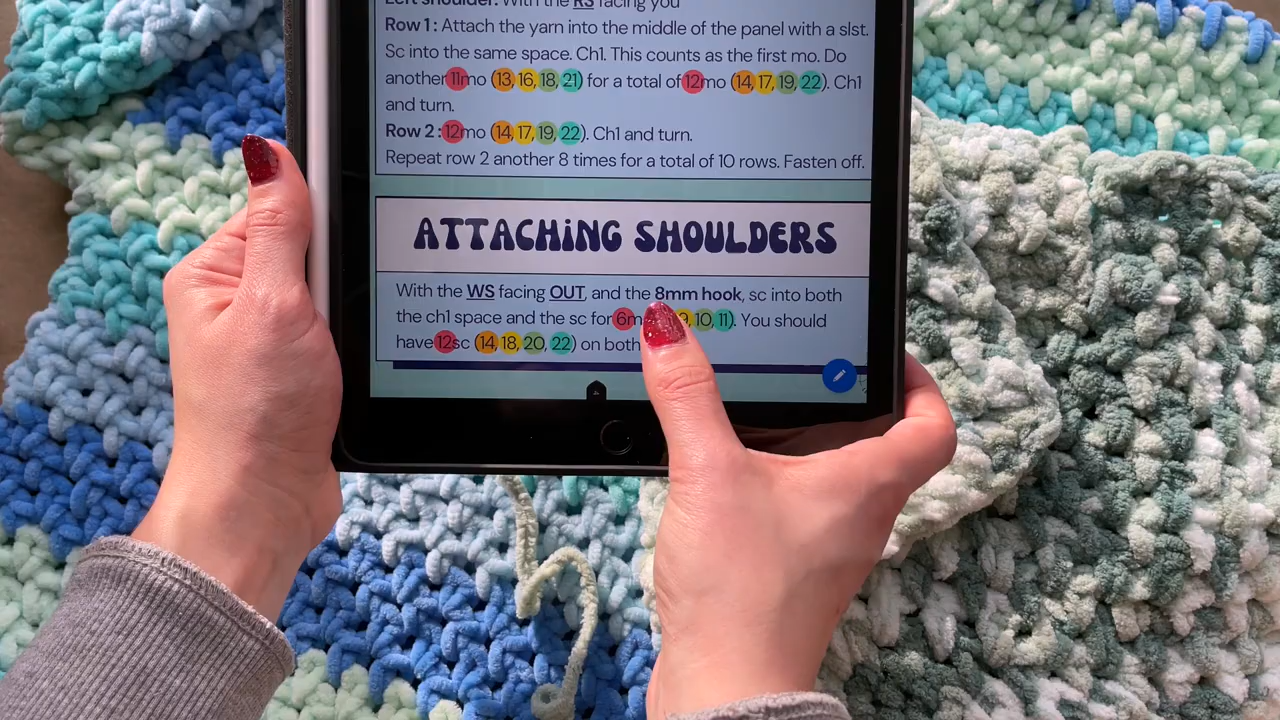 Left shoulder: With the RS facing you
Row 1: Attach the yarn into the middle of the panel with a slst.
Sc into the same space. Ch1. This counts as the first mo. Do
another 11mo (13, 16, 18, 21) for a total of 12mo (14, 17, 19, 22). Ch1
and turn.
Row 2: 12mo (14, 17, 19, 22). Ch1 and turn.
Repeat row 2 another 8 times for a total of 10 rows. Fasten off.
ATTACHING SHOULDERS
With the WS facing OUT, and the 8mm hook, sc into both
the ch1 space and the sc for 6m 9, 10, 11). You should
have 12sc (14, 18, 20, 22) on both